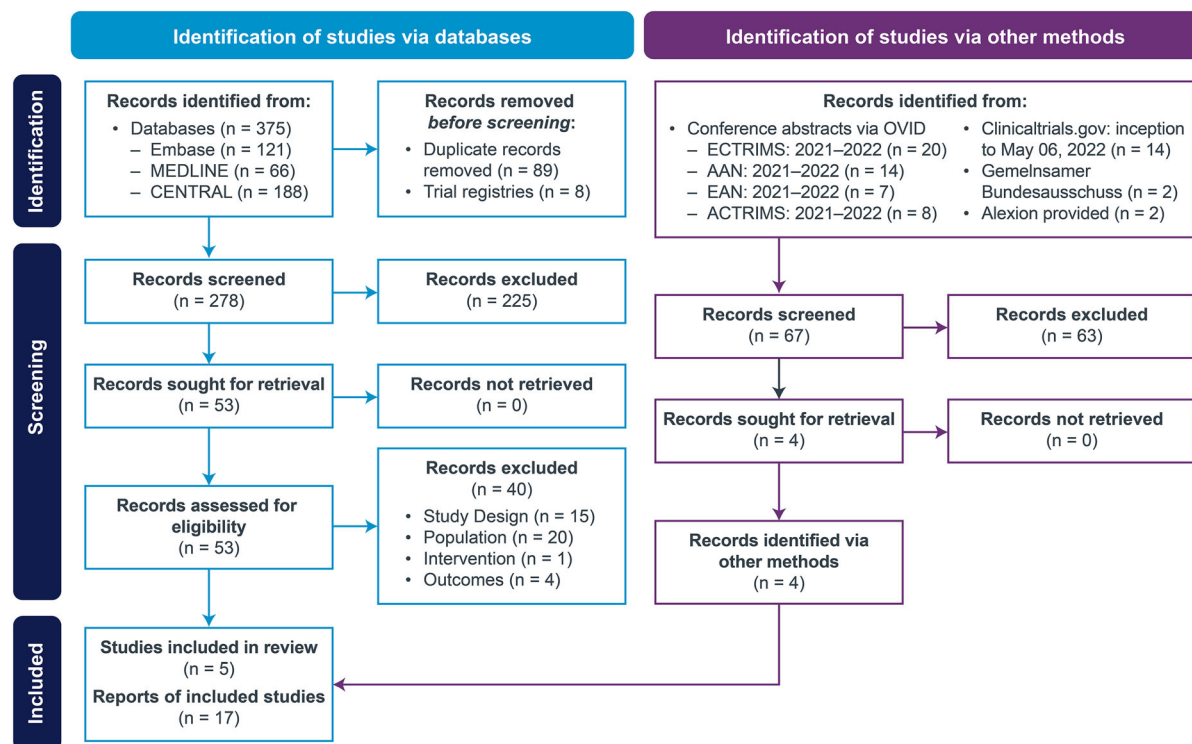 Identification of studies via databases
Identification of studies via other methods
Identification
Records identified from:
• Databases (n = 375)
– Embase (n = 121)
– MEDLINE (n = 66)
– CENTRAL (n = 188)
Records removed
before screening:
• Duplicate records
removed (n = 89)
• Trial registries (n = 8)
Records identified from:
• Conference abstracts via OVID
– ECTRIMS: 2021–2022 (n = 20)
– AAN: 2021–2022 (n = 14)
– EAN: 2021–2022 (n = 7)
– ACTRIMS: 2021–2022 (n = 8)
• Clinicaltrials.gov: inception
to May 06, 2022 (n = 14)
• Gemelnsamer
Bundesausschuss (n = 2)
• Alexion provided (n = 2)
Screening
Records screened
(n = 278)
Records excluded
(n = 225)
Records screened
(n = 67)
Records excluded
(n = 63)
Records sought for retrieval
(n = 53)
Records not retrieved
(n = 0)
Records sought for retrieval
(n = 4)
Records not retrieved
(n = 0)
Records assessed for
eligibility
(n = 53)
Records excluded
(n = 40)
• Study Design (n = 15)
• Population (n = 20)
• Intervention (n = 1)
• Outcomes (n = 4)
Records identified via
other methods
(n = 4)
Included
Studies included in review
(n = 5)
Reports of included studies
(n = 17)